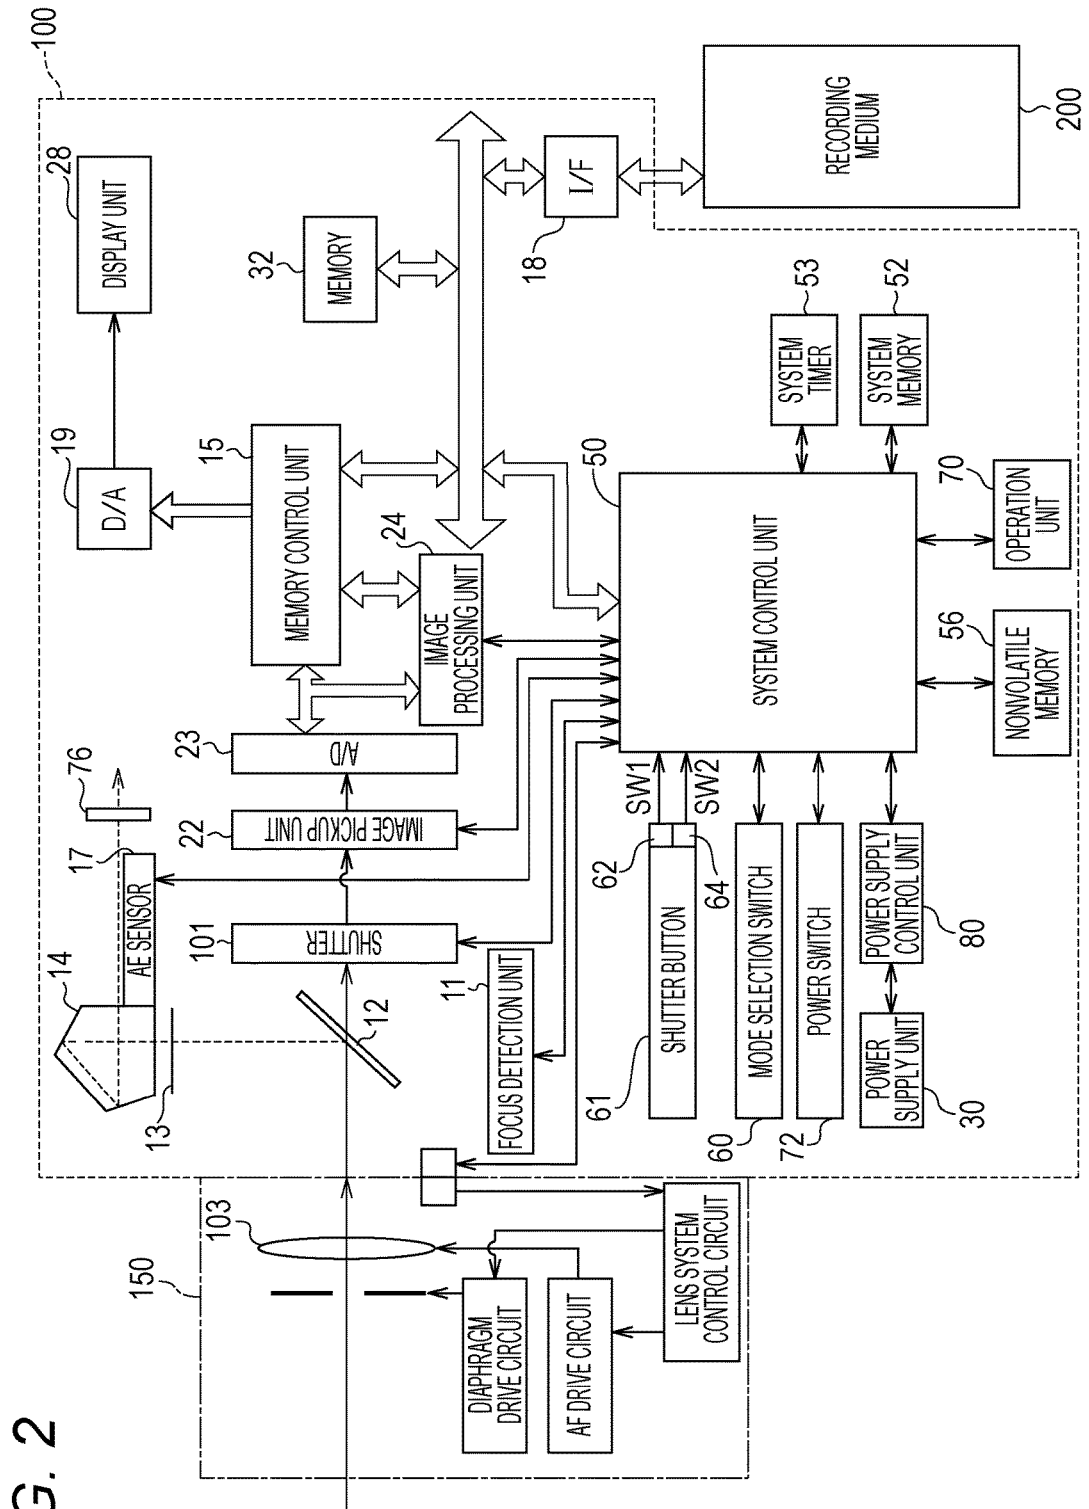 G. 2
100
28
DISPLAY UNIT
19
D/A
32
MEMORY
15
MEMORY CONTROL UNIT
24
IMAGE
PROCESSING UNIT
18
I/F
RECORDING
MEDIUM
200
76
17
AE SENSOR
14
13
23
A/D
22
IMAGE PICKUP UNIT
101
SHUTTER
12
11
FOCUS DETECTION UNIT
50
SYSTEM CONTROL UNIT
53
SYSTEM
TIMER
52
SYSTEM
MEMORY
70
OPERATION
UNIT
56
NONVOLATILE
MEMORY
SW1
SW2
62
64
61
SHUTTER BUTTON
60
MODE SELECTION SWITCH
72
POWER SWITCH
POWER SUPPLY
CONTROL UNIT
80
POWER
SUPPLY UNIT
30
150
103
DIAPHRAGM
DRIVE CIRCUIT
AF DRIVE CIRCUIT
LENS SYSTEM
CONTROL CIRCUIT